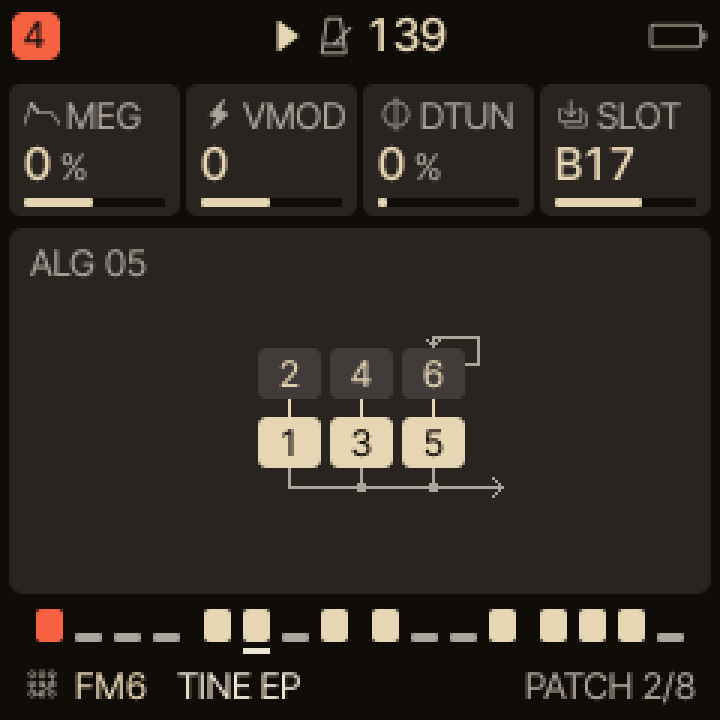 4 139
MEG VMOD DTUN SLOT
0 % 0 0 % B17
ALG 05
2 4 6
1 3 5
FM6 TINE EP PATCH 2/8